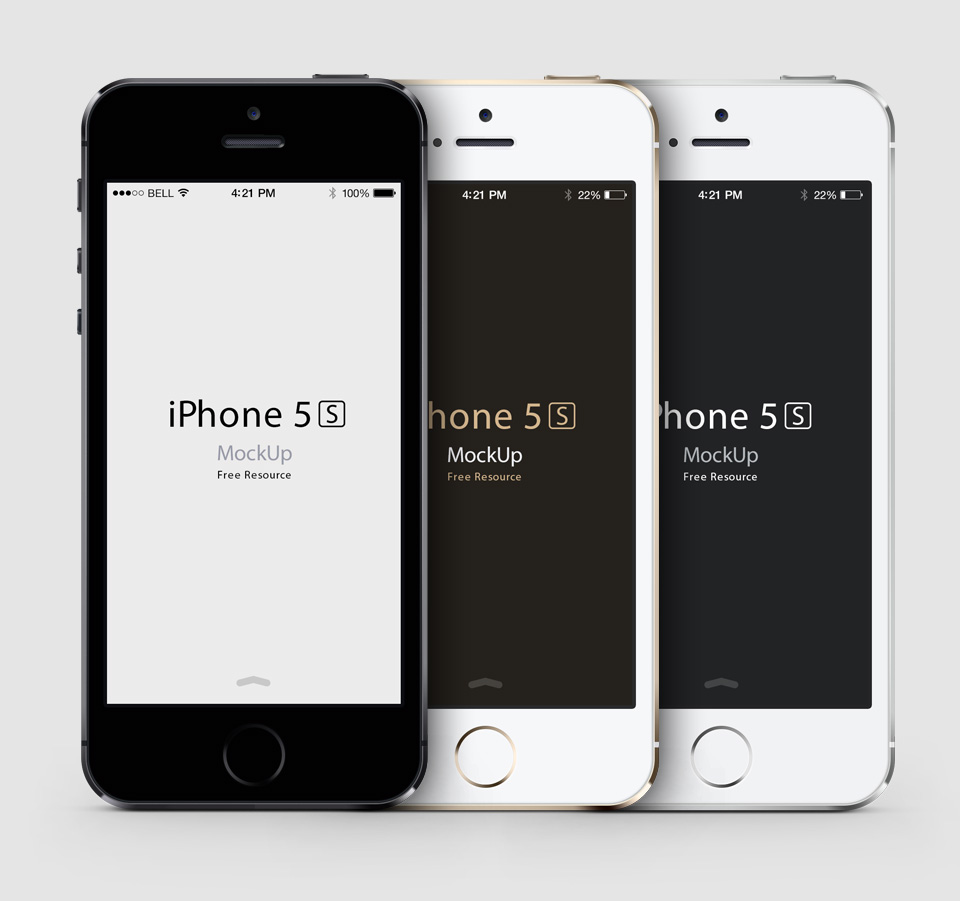 BELL 4:21 PM 100%
iPhone 5 S
MockUp
Free Resource
4:21 PM 22%
hone 5 S
MockUp
Free Resource
4:21 PM 22%
Phone 5 S
MockUp
Free Resource